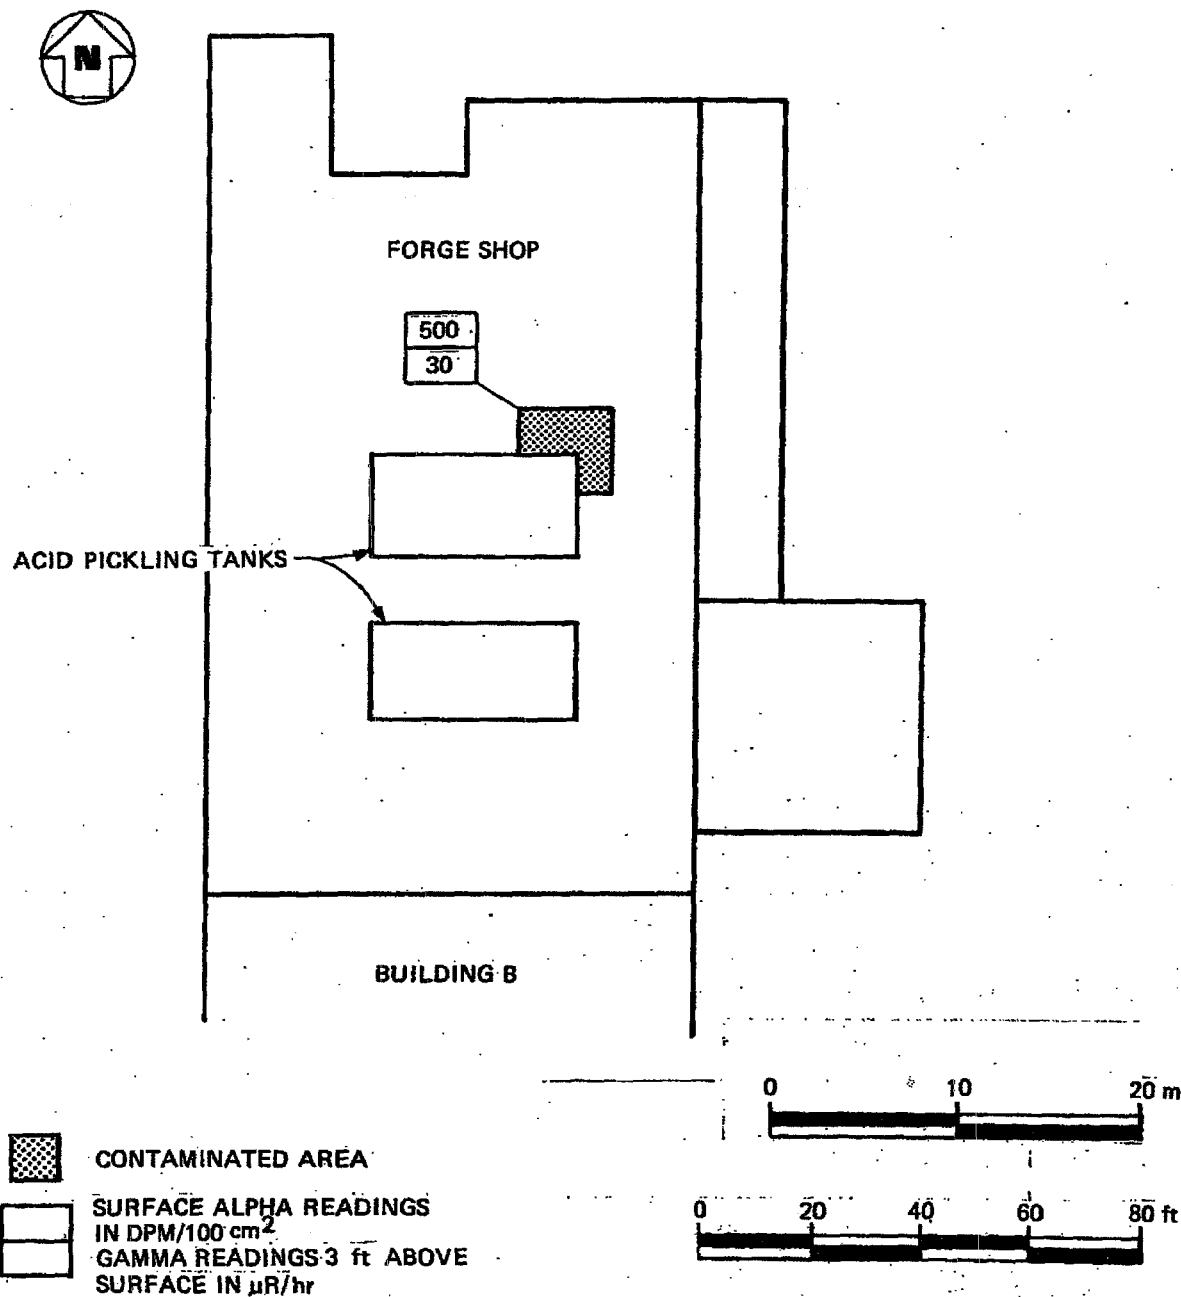 N
FORGE SHOP
500
30
ACID PICKLING TANKS
BUILDING B
0 10 20 m
CONTAMINATED AREA
SURFACE ALPHA READINGS
IN DPM/100 cm²
GAMMA READINGS 3 ft ABOVE
SURFACE IN μR/hr
0 20 40 60 80 ft